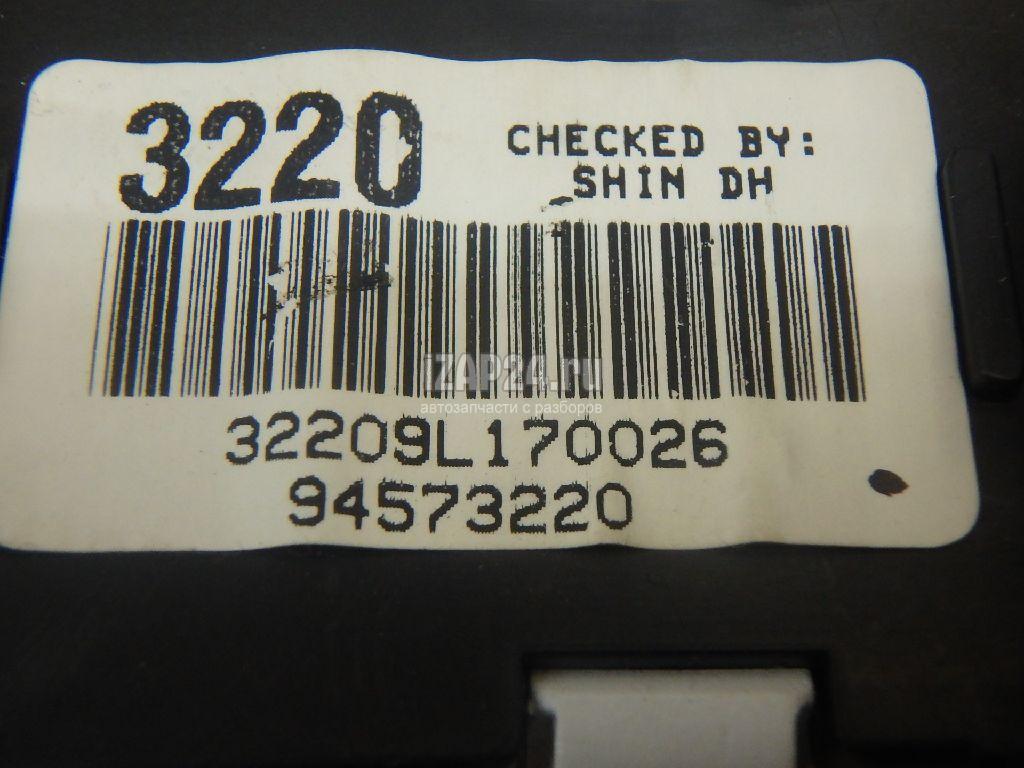 3220
CHECKED BY:
SHIN DH
iZAP24.ru
автозапчасти с разборов
32209L170026
94573220